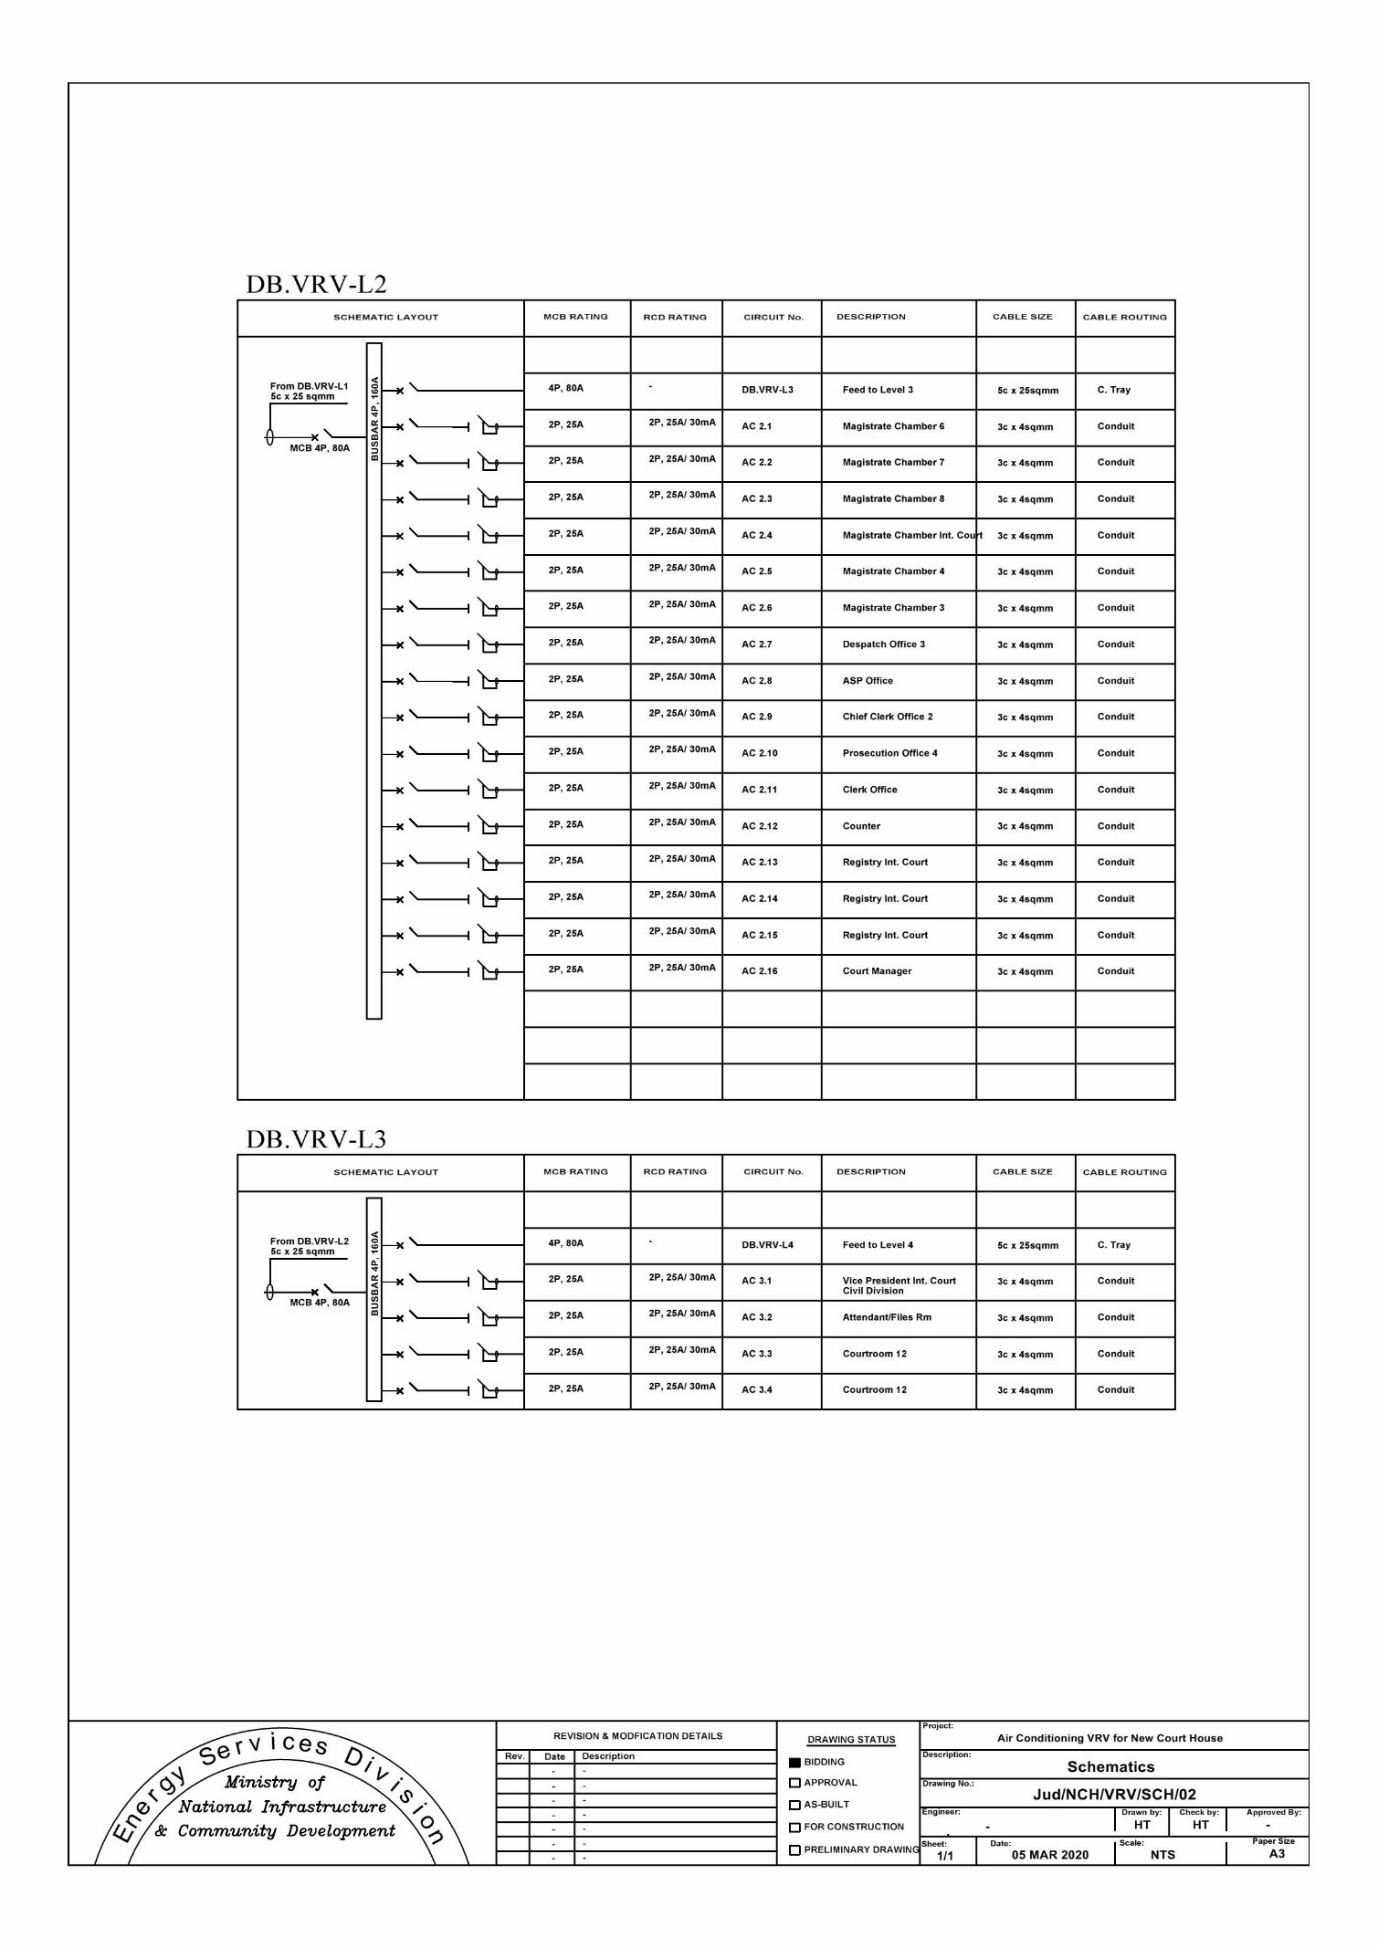 DB.VRV-L2
SCHEMATIC LAYOUT MCB RATING RCD RATING CIRCUIT No. DESCRIPTION CABLE SIZE CABLE ROUTING
From DB.VRV-L1
5c x 25 sqmm
MCB 4P, 80A
BUSBAR 4P, 160A
4P, 80A - DB.VRV-L3 Feed to Level 3 5c x 25sqmm C. Tray
2P, 25A 2P, 25A/ 30mA AC 2.1 Magistrate Chamber 6 3c x 4sqmm Conduit
2P, 25A 2P, 25A/ 30mA AC 2.2 Magistrate Chamber 7 3c x 4sqmm Conduit
2P, 25A 2P, 25A/ 30mA AC 2.3 Magistrate Chamber 8 3c x 4sqmm Conduit
2P, 25A 2P, 25A/ 30mA AC 2.4 Magistrate Chamber Int. Court 3c x 4sqmm Conduit
2P, 25A 2P, 25A/ 30mA AC 2.5 Magistrate Chamber 4 3c x 4sqmm Conduit
2P, 25A 2P, 25A/ 30mA AC 2.6 Magistrate Chamber 3 3c x 4sqmm Conduit
2P, 25A 2P, 25A/ 30mA AC 2.7 Despatch Office 3 3c x 4sqmm Conduit
2P, 25A 2P, 25A/ 30mA AC 2.8 ASP Office 3c x 4sqmm Conduit
2P, 25A 2P, 25A/ 30mA AC 2.9 Chief Clerk Office 2 3c x 4sqmm Conduit
2P, 25A 2P, 25A/ 30mA AC 2.10 Prosecution Office 4 3c x 4sqmm Conduit
2P, 25A 2P, 25A/ 30mA AC 2.11 Clerk Office 3c x 4sqmm Conduit
2P, 25A 2P, 25A/ 30mA AC 2.12 Counter 3c x 4sqmm Conduit
2P, 25A 2P, 25A/ 30mA AC 2.13 Registry Int. Court 3c x 4sqmm Conduit
2P, 25A 2P, 25A/ 30mA AC 2.14 Registry Int. Court 3c x 4sqmm Conduit
2P, 25A 2P, 25A/ 30mA AC 2.15 Registry Int. Court 3c x 4sqmm Conduit
2P, 25A 2P, 25A/ 30mA AC 2.16 Court Manager 3c x 4sqmm Conduit
DB.VRV-L3
SCHEMATIC LAYOUT MCB RATING RCD RATING CIRCUIT No. DESCRIPTION CABLE SIZE CABLE ROUTING
From DB.VRV-L2
5c x 25 sqmm
MCB 4P, 80A
BUSBAR 4P, 160A
4P, 80A - DB.VRV-L4 Feed to Level 4 5c x 25sqmm C. Tray
2P, 25A 2P, 25A/ 30mA AC 3.1 Vice President Int. Court 3c x 4sqmm Conduit
Civil Division
2P, 25A 2P, 25A/ 30mA AC 3.2 Attendant/Files Rm 3c x 4sqmm Conduit
2P, 25A 2P, 25A/ 30mA AC 3.3 Courtroom 12 3c x 4sqmm Conduit
2P, 25A 2P, 25A/ 30mA AC 3.4 Courtroom 12 3c x 4sqmm Conduit
Energy Services Division
Ministry of
National Infrastructure
& Community Development
REVISION & MODFICATION DETAILS
Rev. Date Description
- -
- -
- -
- -
- -
- -
- -
DRAWING STATUS
BIDDING
APPROVAL
AS-BUILT
FOR CONSTRUCTION
PRELIMINARY DRAWING
Project:
Air Conditioning VRV for New Court House
Description:
Schematics
Drawing No.:
Jud/NCH/VRV/SCH/02
Engineer: Drawn by: Check by: Approved By:
- HT HT -
Sheet: Date: Scale: Paper Size
1/1 05 MAR 2020 NTS A3